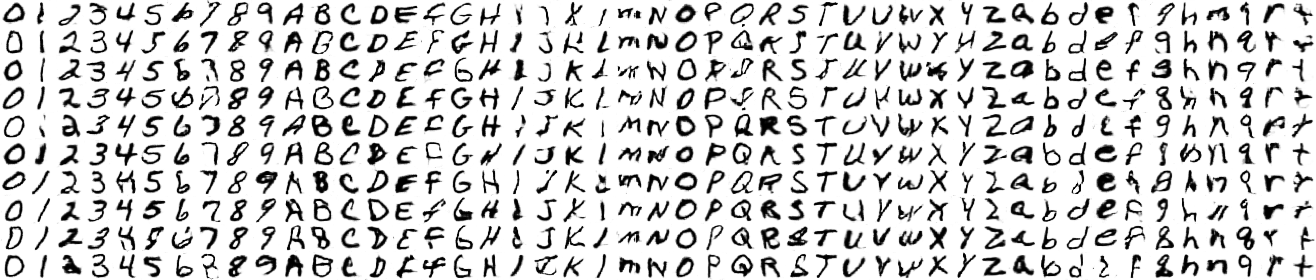 0 1 2 3 4 5 6 7 8 9 A B C D E f G H I J K L m N O P Q R S T U V W X Y Z a b d e f g h n q r t
0 1 2 3 4 5 6 7 8 9 A B C D E F G H I J K L m N O P Q R S T U V W X Y Z a b d e f g h n q r t
0 1 2 3 4 5 6 7 8 9 A B C D E F G H I J K L m N O P Q R S T U V W X Y Z a b d e f g h n q r t
0 1 2 3 4 5 6 7 8 9 A B C D E F G H I J K L m N O P Q R S T U V W X Y Z a b d e f g h n q r t
0 1 2 3 4 5 6 7 8 9 A B C D E F G H I J K L m N O P Q R S T U V W X Y Z a b d e f g h n q r t
0 1 2 3 4 5 6 7 8 9 A B C D E F G H I J K L m N O P Q R S T U V W X Y Z a b d e f g h n q r t
0 1 2 3 4 5 6 7 8 9 A B C D E F G H I J K L m N O P Q R S T U V W X Y Z a b d e f g h n q r t
0 1 2 3 4 5 6 7 8 9 A B C D E F G H I J K L m N O P Q R S T U V W X Y Z a b d e f g h n q r t
0 1 2 3 4 5 6 7 8 9 A B C D E F G H I J K L m N O P Q R S T U V W X Y Z a b d e f g h n q r t
0 1 2 3 4 5 6 7 8 9 A B C D E F G H I J K L m N O P Q R S T U V W X Y Z a b d e f g h n q r t